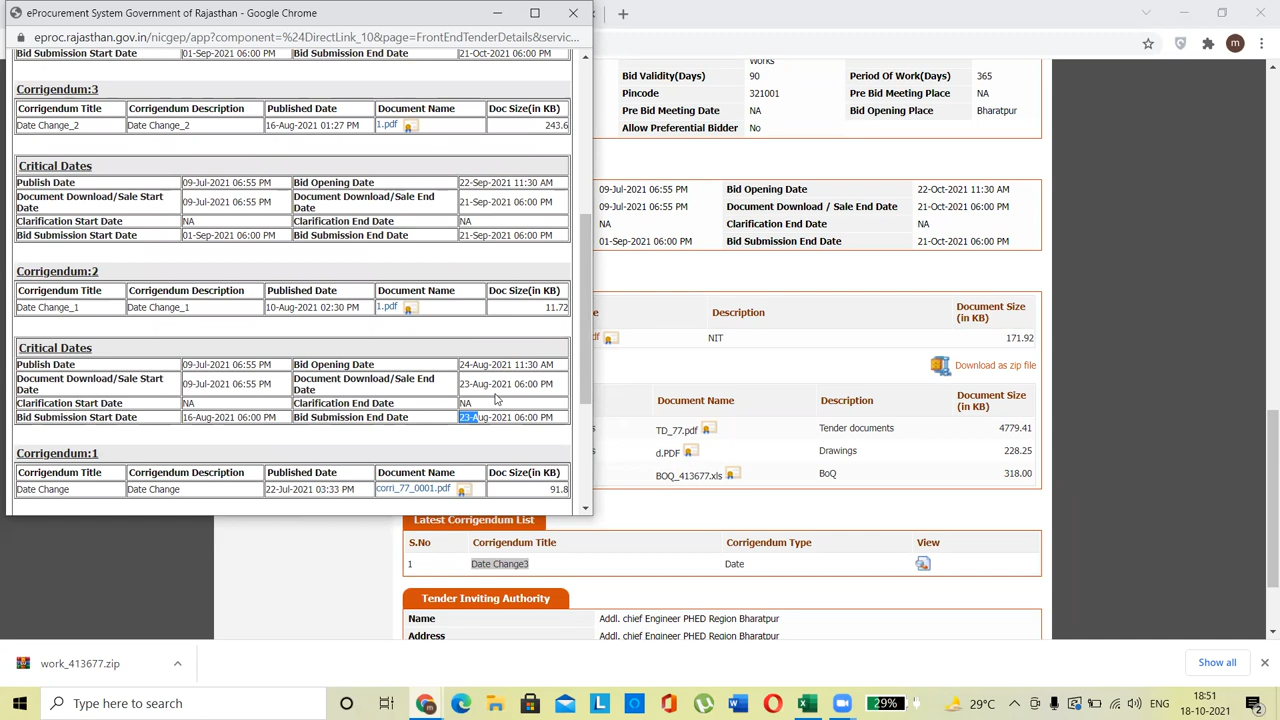 eProcurement System Government of Rajasthan - Google Chrome
eproc.rajasthan.gov.in/nicgep/app?component=%24DirectLink_10&page=FrontEndTenderDetails&servic...
Bid Submission Start Date 01-Sep-2021 06:00 PM Bid Submission End Date 21-Oct-2021 06:00 PM
Corrigendum:3
Corrigendum Title Corrigendum Description Published Date Document Name Doc Size(in KB)
Date Change_2 Date Change_2 16-Aug-2021 01:27 PM 1.pdf 243.6
Critical Dates
Publish Date 09-Jul-2021 06:55 PM Bid Opening Date 22-Sep-2021 11:30 AM
Document Download/Sale Start Date 09-Jul-2021 06:55 PM Document Download/Sale End Date 21-Sep-2021 06:00 PM
Clarification Start Date NA Clarification End Date NA
Bid Submission Start Date 01-Sep-2021 06:00 PM Bid Submission End Date 21-Sep-2021 06:00 PM
Corrigendum:2
Corrigendum Title Corrigendum Description Published Date Document Name Doc Size(in KB)
Date Change_1 Date Change_1 10-Aug-2021 02:30 PM 1.pdf 11.72
Critical Dates
Publish Date 09-Jul-2021 06:55 PM Bid Opening Date 24-Aug-2021 11:30 AM
Document Download/Sale Start Date 09-Jul-2021 06:55 PM Document Download/Sale End Date 23-Aug-2021 06:00 PM
Clarification Start Date NA Clarification End Date NA
Bid Submission Start Date 16-Aug-2021 06:00 PM Bid Submission End Date 23-Aug-2021 06:00 PM
Corrigendum:1
Corrigendum Title Corrigendum Description Published Date Document Name Doc Size(in KB)
Date Change Date Change 22-Jul-2021 03:33 PM corri_77_0001.pdf 91.8
m
Works
Bid Validity(Days) 90 Period Of Work(Days) 365
Pincode 321001 Pre Bid Meeting Place NA
Pre Bid Meeting Date NA Bid Opening Place Bharatpur
Allow Preferential Bidder No
09-Jul-2021 06:55 PM Bid Opening Date 22-Oct-2021 11:30 AM
09-Jul-2021 06:55 PM Document Download / Sale End Date 21-Oct-2021 06:00 PM
NA Clarification End Date NA
01-Sep-2021 06:00 PM Bid Submission End Date 21-Oct-2021 06:00 PM
Description Document Size (in KB)
NIT 171.92
Download as zip file
Document Name Description Document Size (in KB)
TD_77.pdf Tender documents 4779.41
d.PDF Drawings 228.25
BOQ_413677.xls BoQ 318.00
Latest Corrigendum List
S.No Corrigendum Title Corrigendum Type View
1 Date Change3 Date
Tender Inviting Authority
Name Addl. chief Engineer PHED Region Bharatpur
Address Addl. chief Engineer PHED Region Bharatpur
work_413677.zip Show all
Type here to search 29% 29°C ENG 18:51
18-10-2021 2